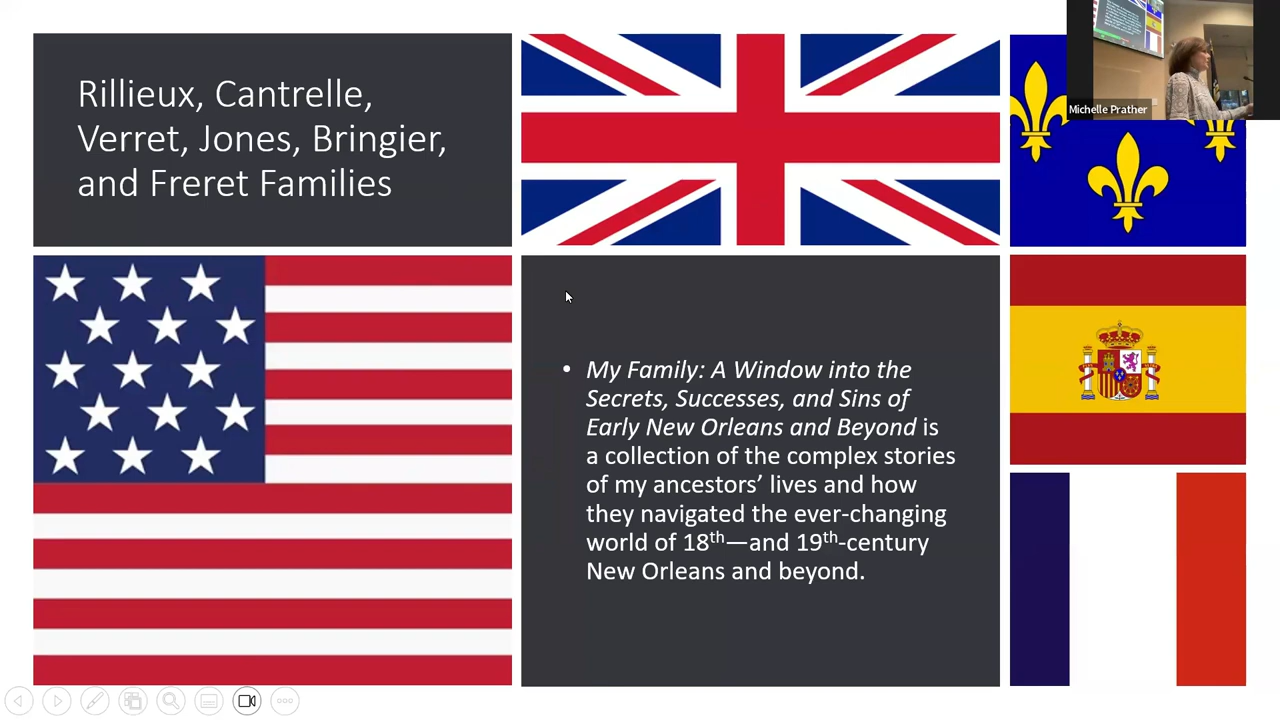 Rillieux, Cantrelle,
Verret, Jones, Bringier,
and Freret Families
Michelle Prather
• My Family: A Window into the
Secrets, Successes, and Sins of
Early New Orleans and Beyond is
a collection of the complex stories
of my ancestors’ lives and how
they navigated the ever-changing
world of 18th—and 19th-century
New Orleans and beyond.